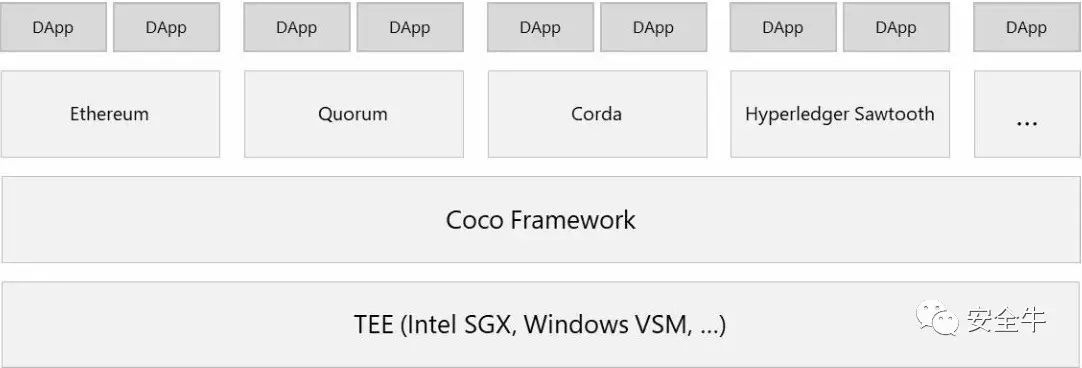 DApp DApp DApp DApp DApp DApp DApp DApp DApp
Ethereum Quorum Corda Hyperledger Sawtooth ...
Coco Framework
TEE (Intel SGX, Windows VSM, ...)
安全牛